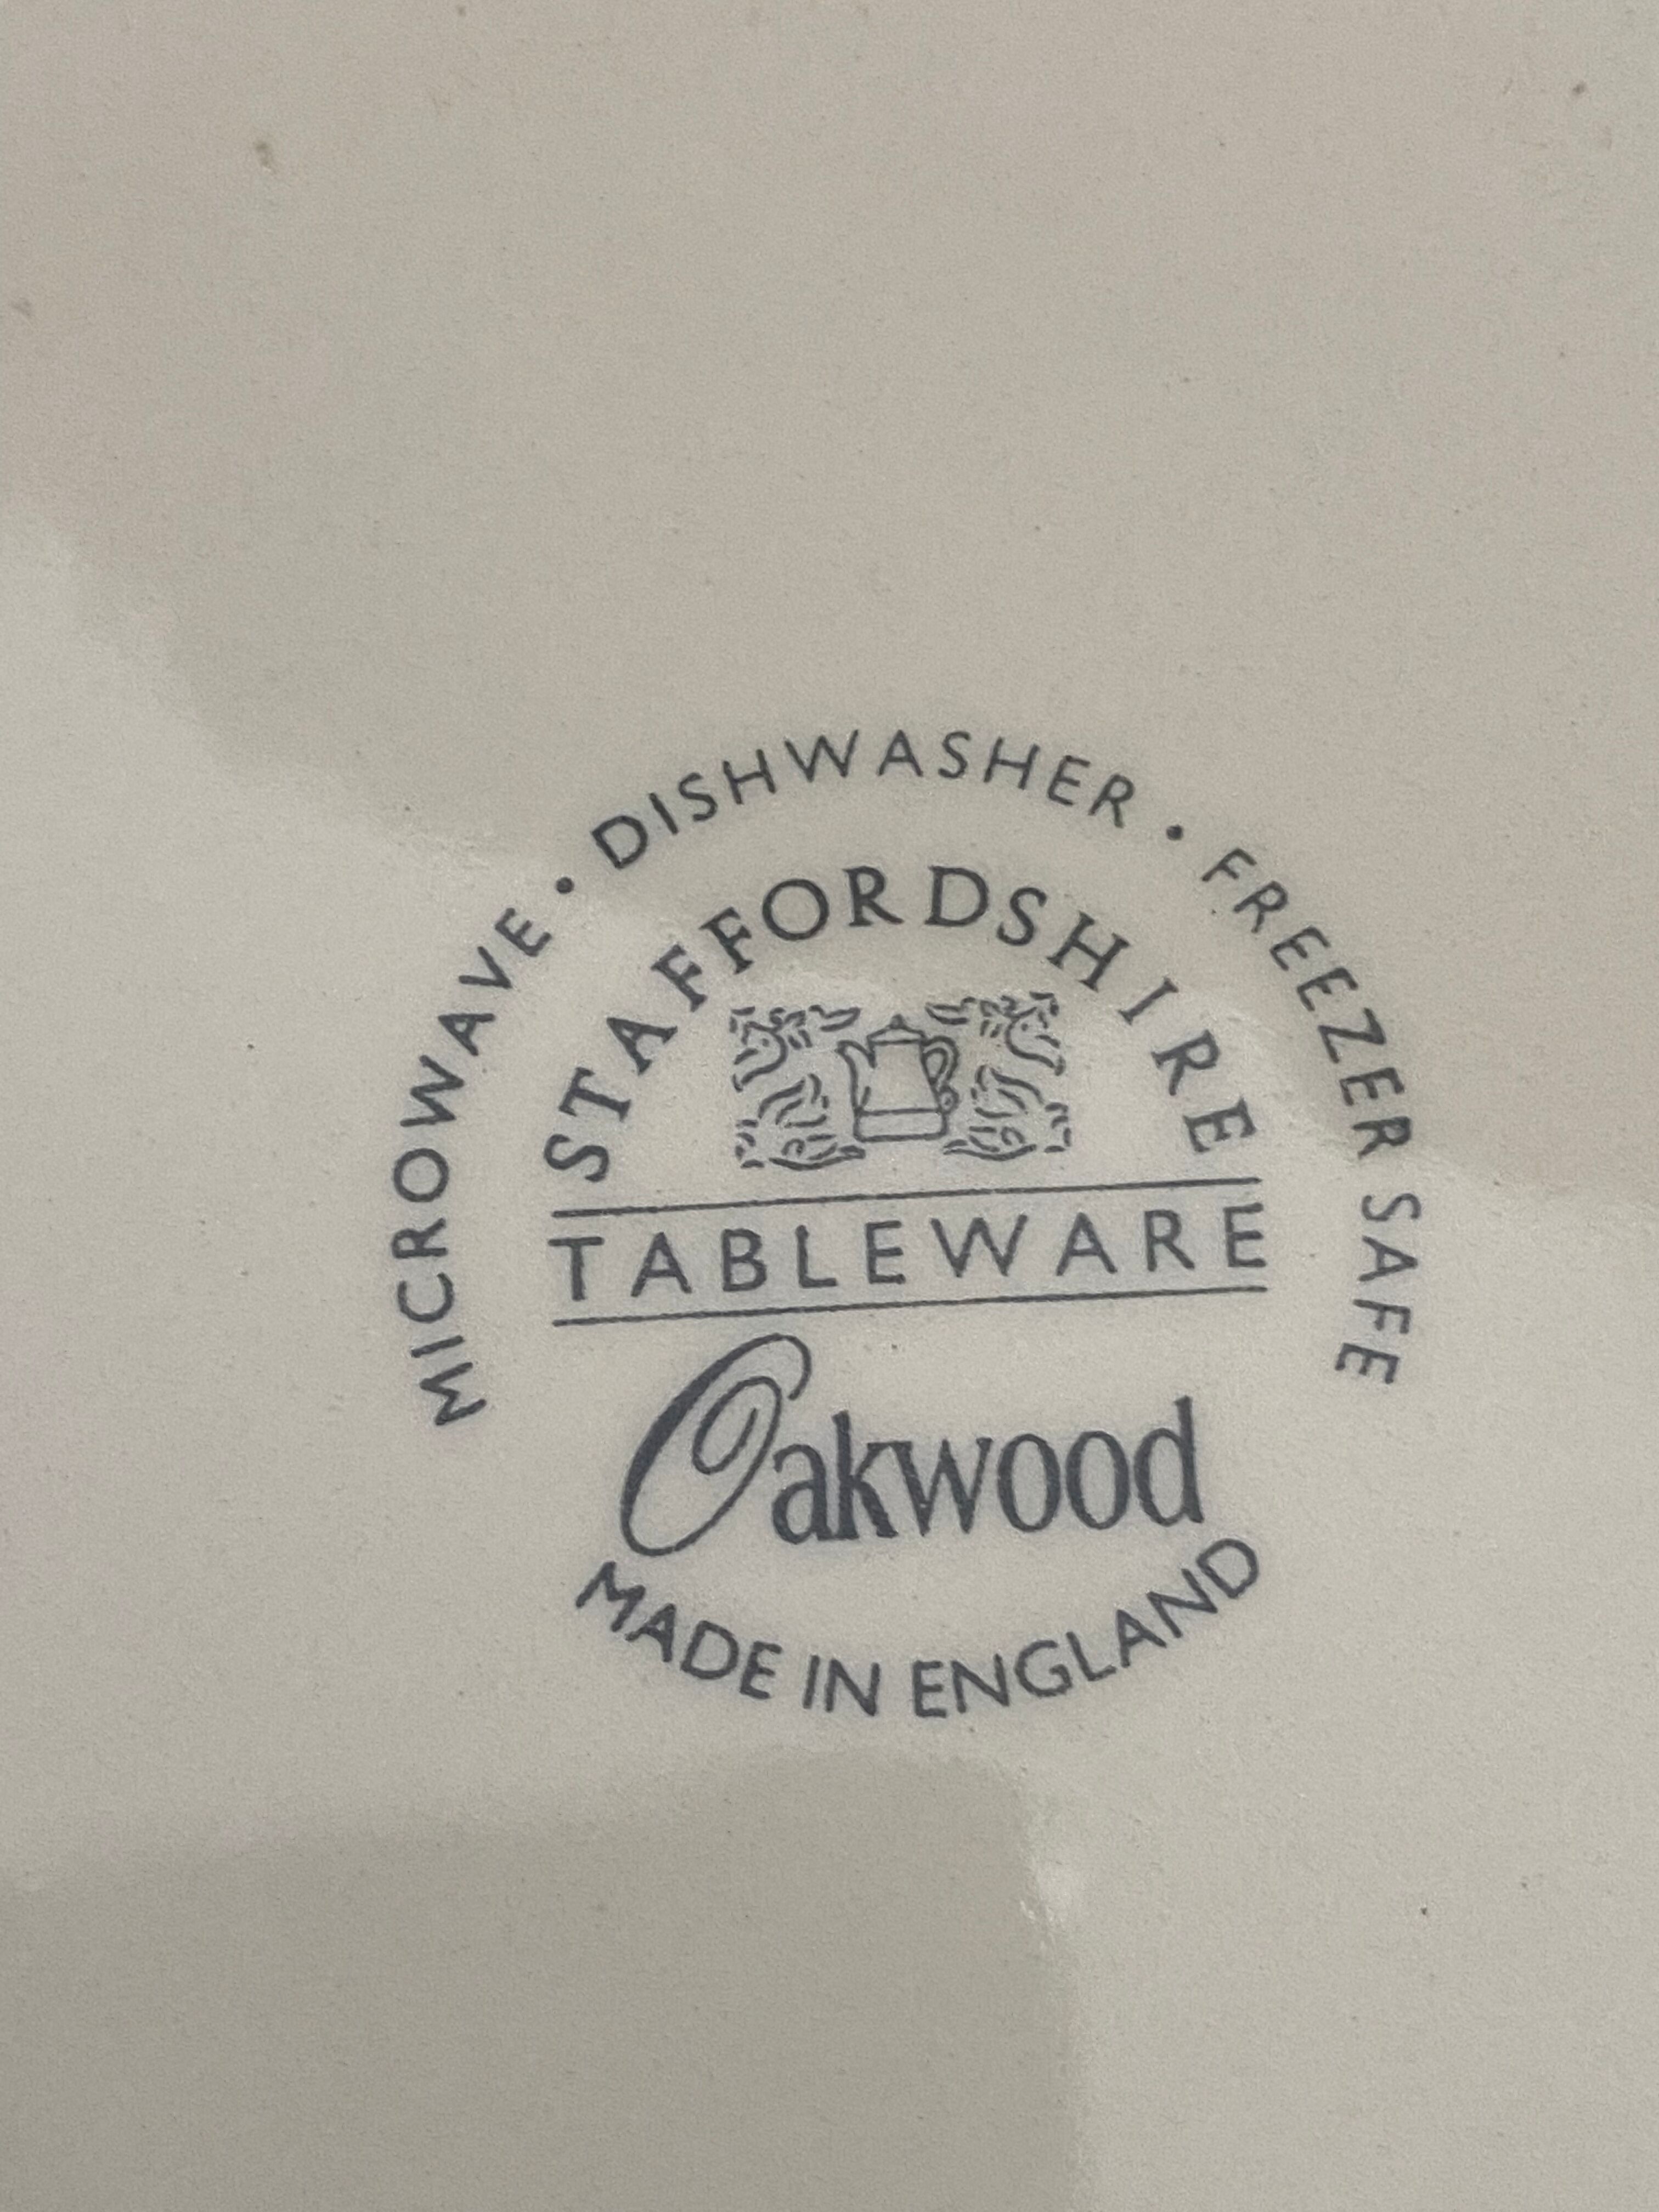 MICROWAVE • DISHWASHER • FREEZER SAFE
STAFFORDSHIRE
TABLEWARE
Oakwood
MADE IN ENGLAND